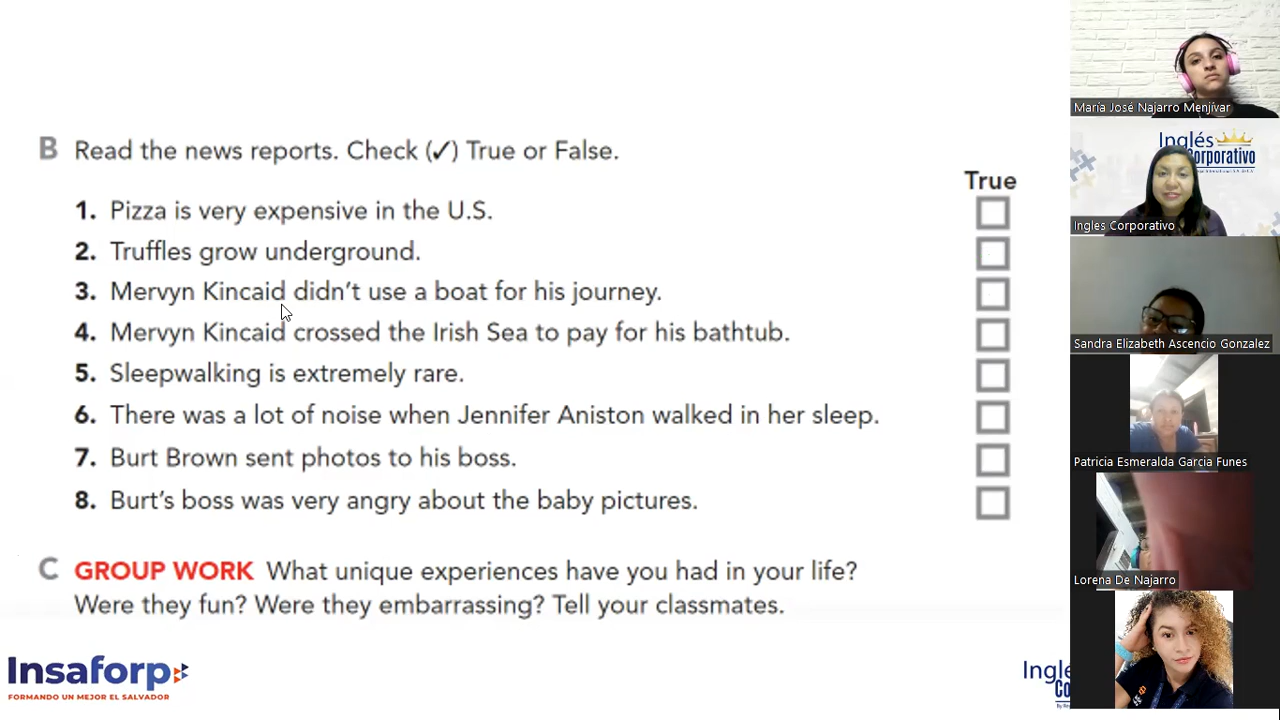 B Read the news reports. Check (✓) True or False.
True
1. Pizza is very expensive in the U.S.
2. Truffles grow underground.
3. Mervyn Kincaid didn't use a boat for his journey.
4. Mervyn Kincaid crossed the Irish Sea to pay for his bathtub.
5. Sleepwalking is extremely rare.
6. There was a lot of noise when Jennifer Aniston walked in her sleep.
7. Burt Brown sent photos to his boss.
8. Burt's boss was very angry about the baby pictures.
C GROUP WORK What unique experiences have you had in your life?
Were they fun? Were they embarrassing? Tell your classmates.
Insaforp
FORMANDO UN MEJOR EL SALVADOR
Inglé
Co
María José Najarro Menjívar
Inglés
Corporativo
Ingles Corporativo
Sandra Elizabeth Ascencio Gonzalez
Patricia Esmeralda Garcia Funes
Lorena De Najarro